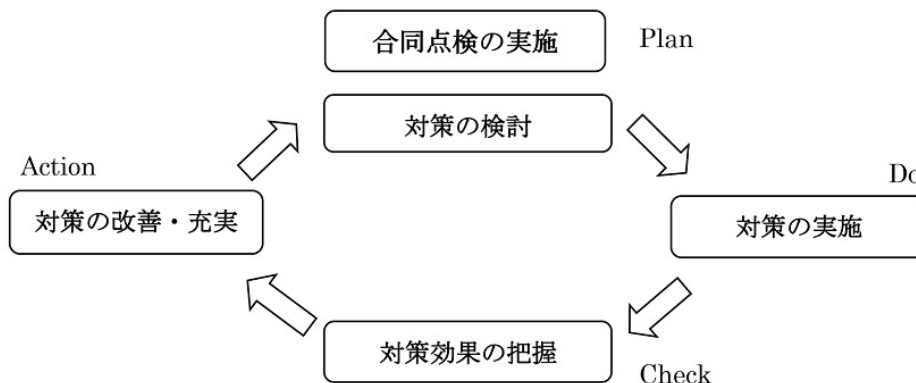 合同点検の実施
Plan
対策の検討
Action
Do
対策の改善・充実
対策の実施
対策効果の把握
Check